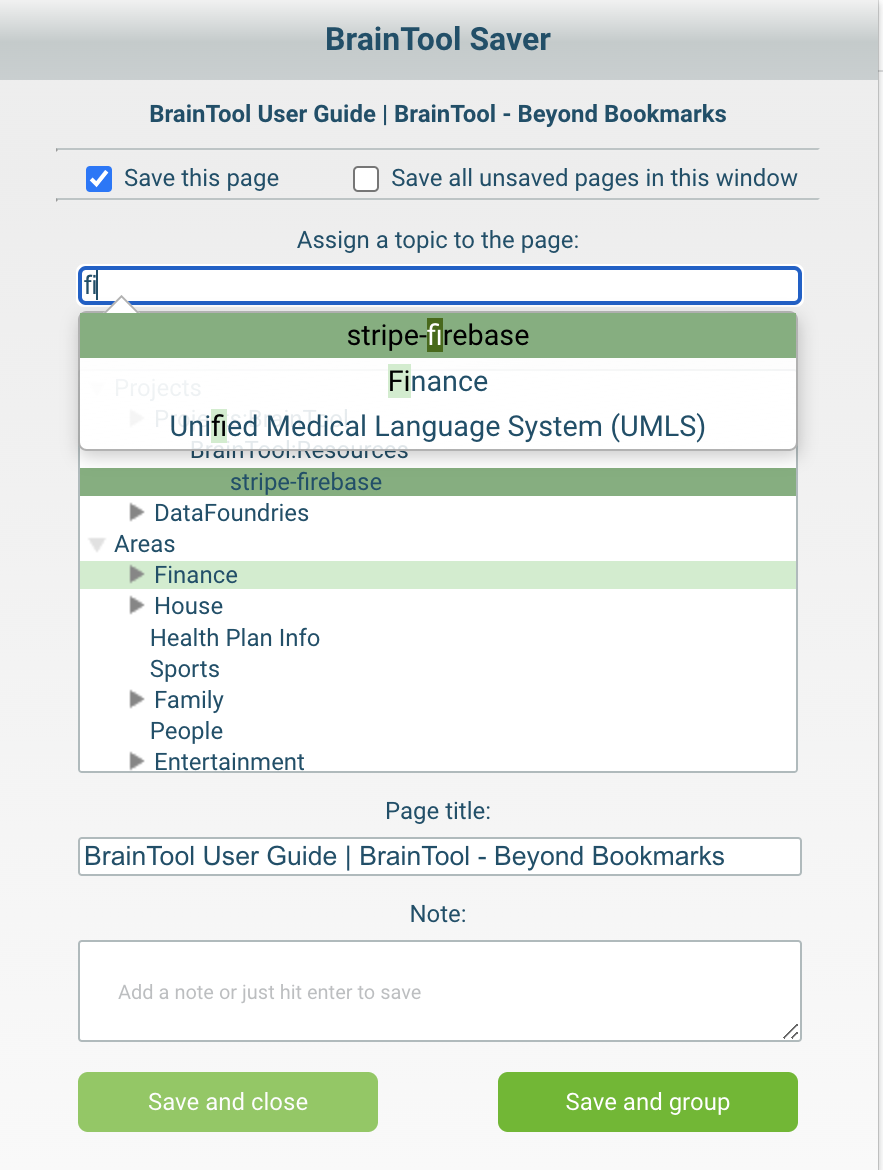 BrainTool Saver
BrainTool User Guide | BrainTool - Beyond Bookmarks
Save this page Save all unsaved pages in this window
Assign a topic to the page:
fi
stripe-firebase
Finance
Projects
Projects:BrainTool
Unified Medical Language System (UMLS)
BrainTool:Resources
stripe-firebase
DataFoundries
Areas
Finance
House
Health Plan Info
Sports
Family
People
Entertainment
Page title:
BrainTool User Guide | BrainTool - Beyond Bookmarks
Note:
Add a note or just hit enter to save
Save and close Save and group